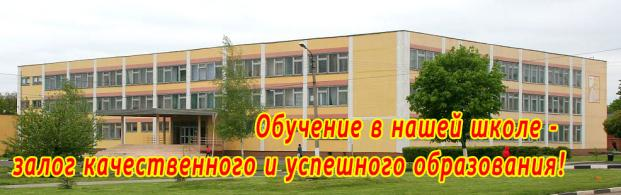 Обучение в нашей школе -
залог качественного и успешного образования!